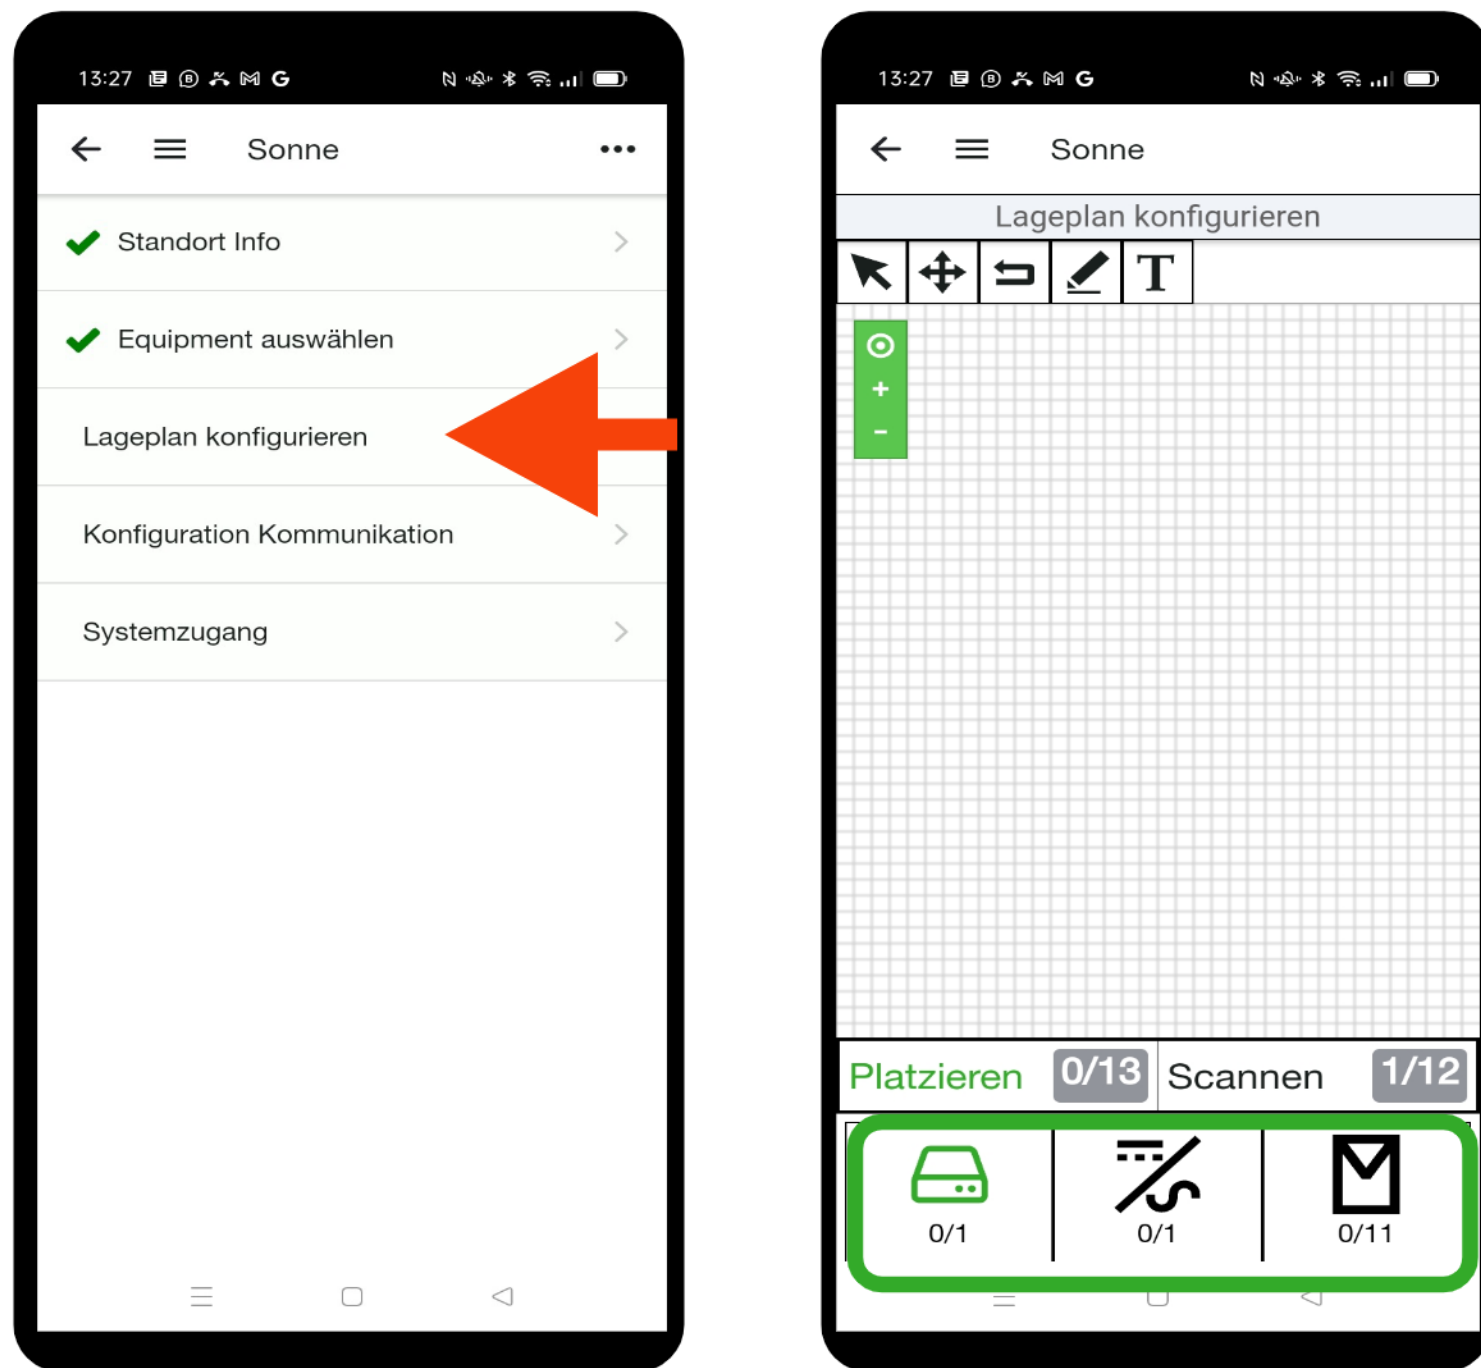 13:27
Sonne
Standort Info
Equipment auswählen
Lageplan konfigurieren
Konfiguration Kommunikation
Systemzugang
13:27
Sonne
Lageplan konfigurieren
T
Platzieren 0/13 Scannen 1/12
0/1 0/1 0/11